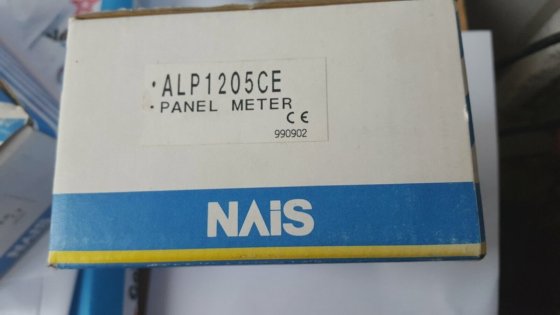 · ALP1205CE
· PANEL METER
CE
990902
NAiS